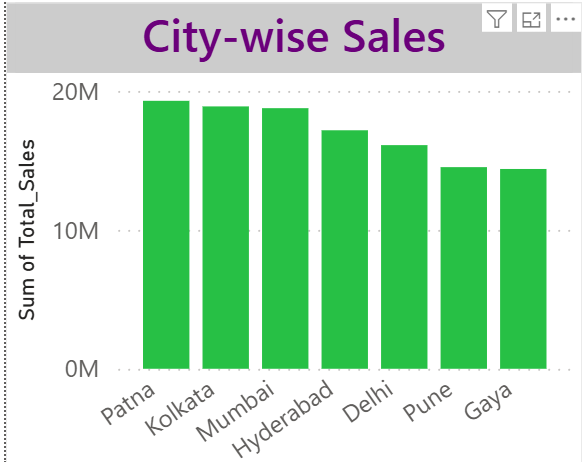 City-wise Sales
20M
10M
0M
Sum of Total_Sales
Patna
Kolkata
Mumbai
Hyderabad
Delhi
Pune
Gaya